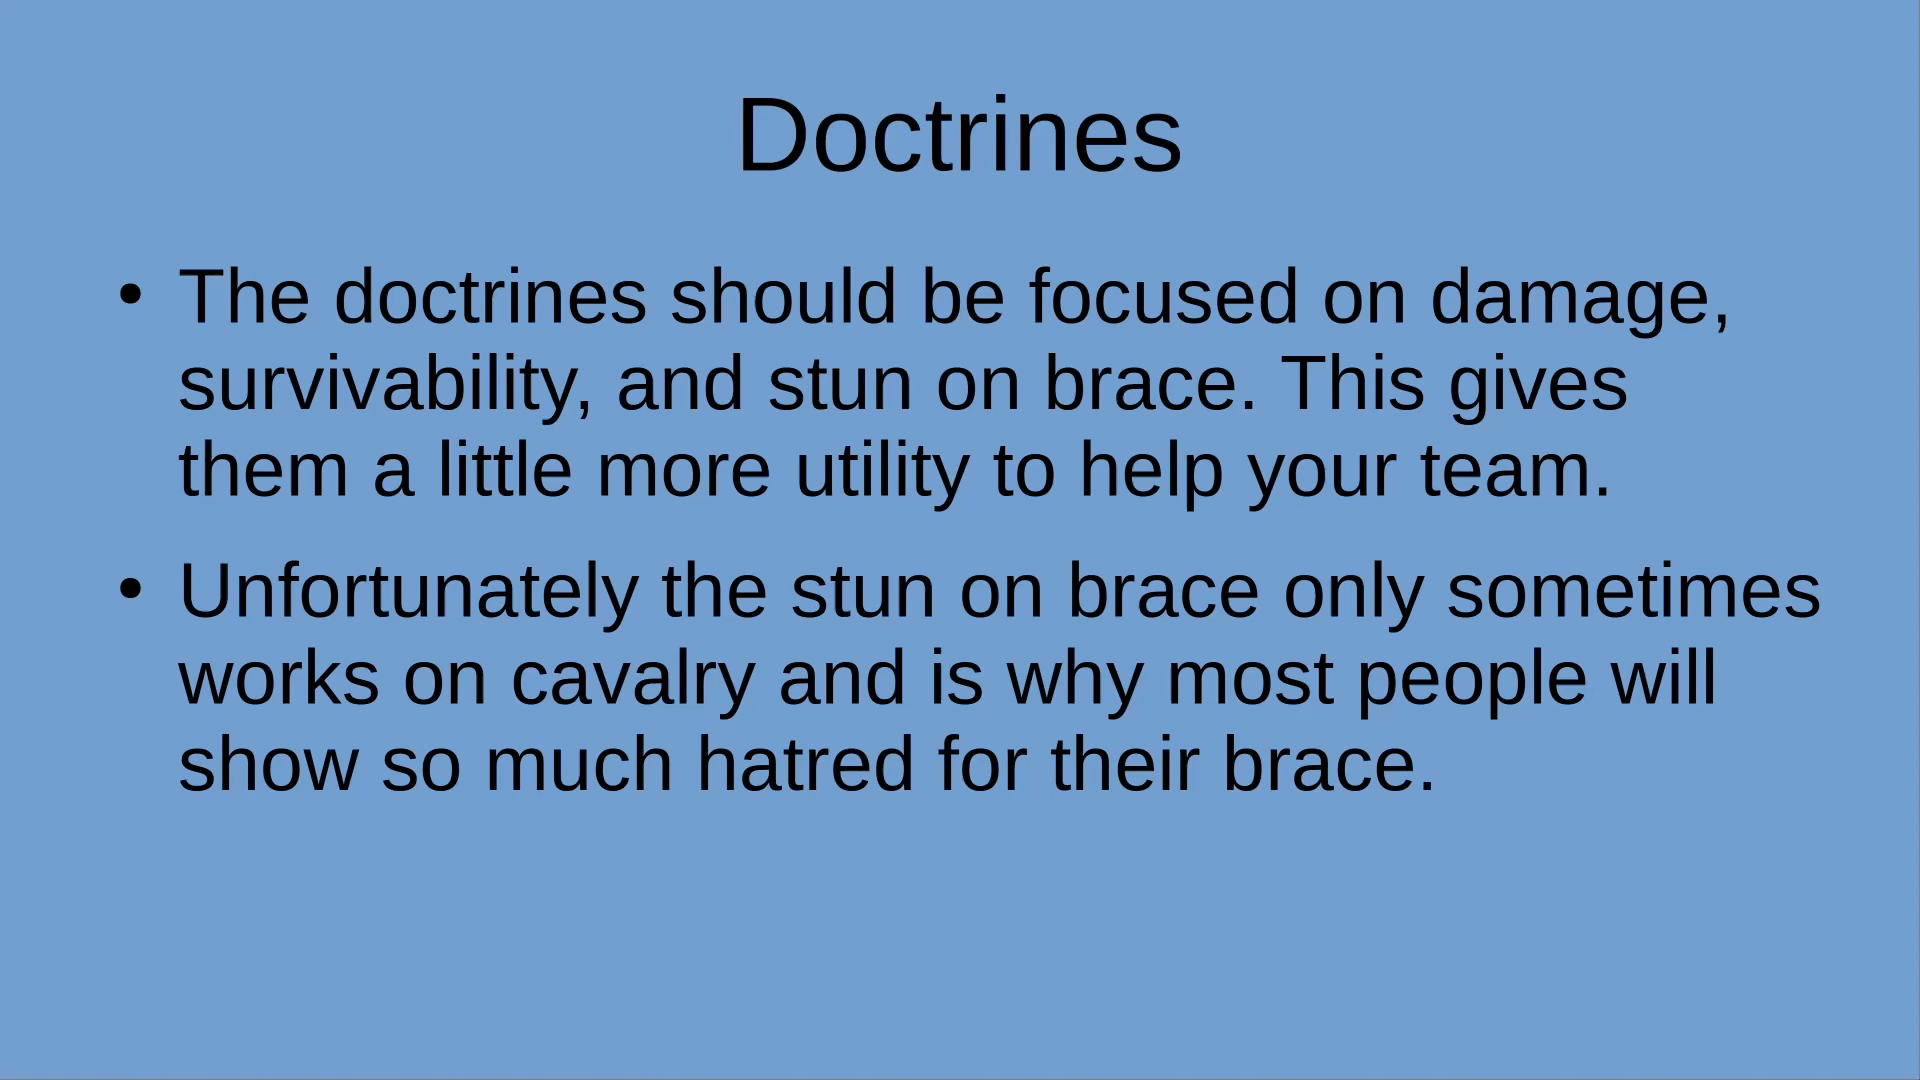 Doctrines
• The doctrines should be focused on damage,
survivability, and stun on brace. This gives
them a little more utility to help your team.
• Unfortunately the stun on brace only sometimes
works on cavalry and is why most people will
show so much hatred for their brace.